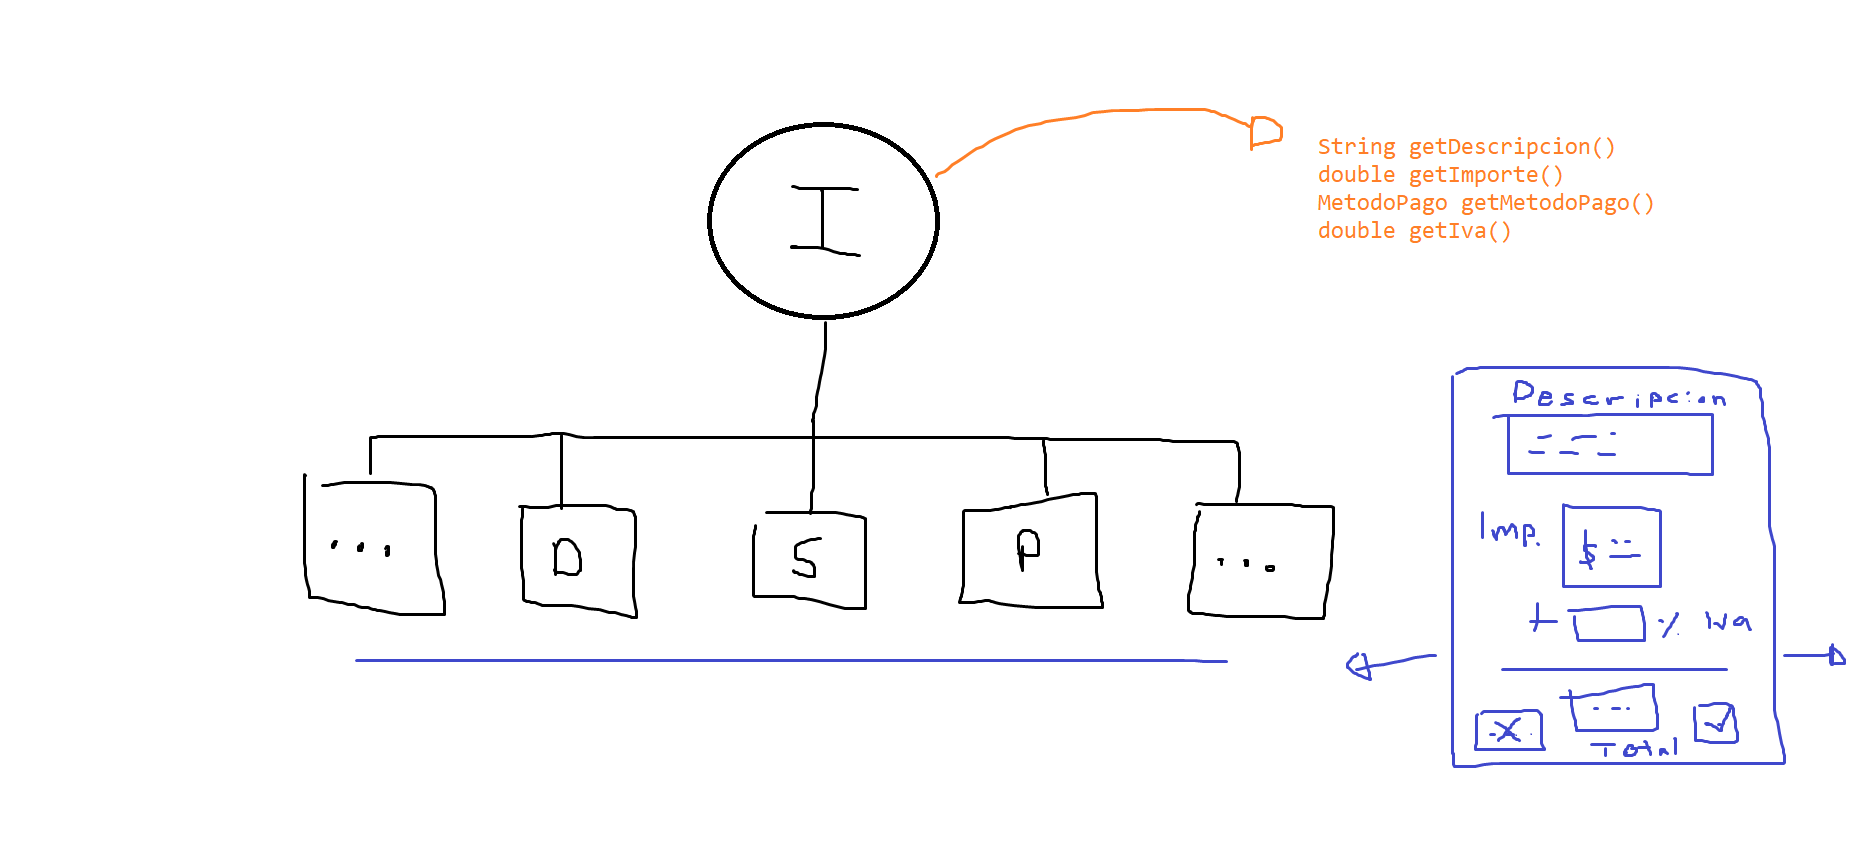 I
String getDescripcion()
double getImporte()
MetodoPago getMetodoPago()
double getIva()
... D S P ...
Descripcion
Imp. $
+ % iva
X ...
Total